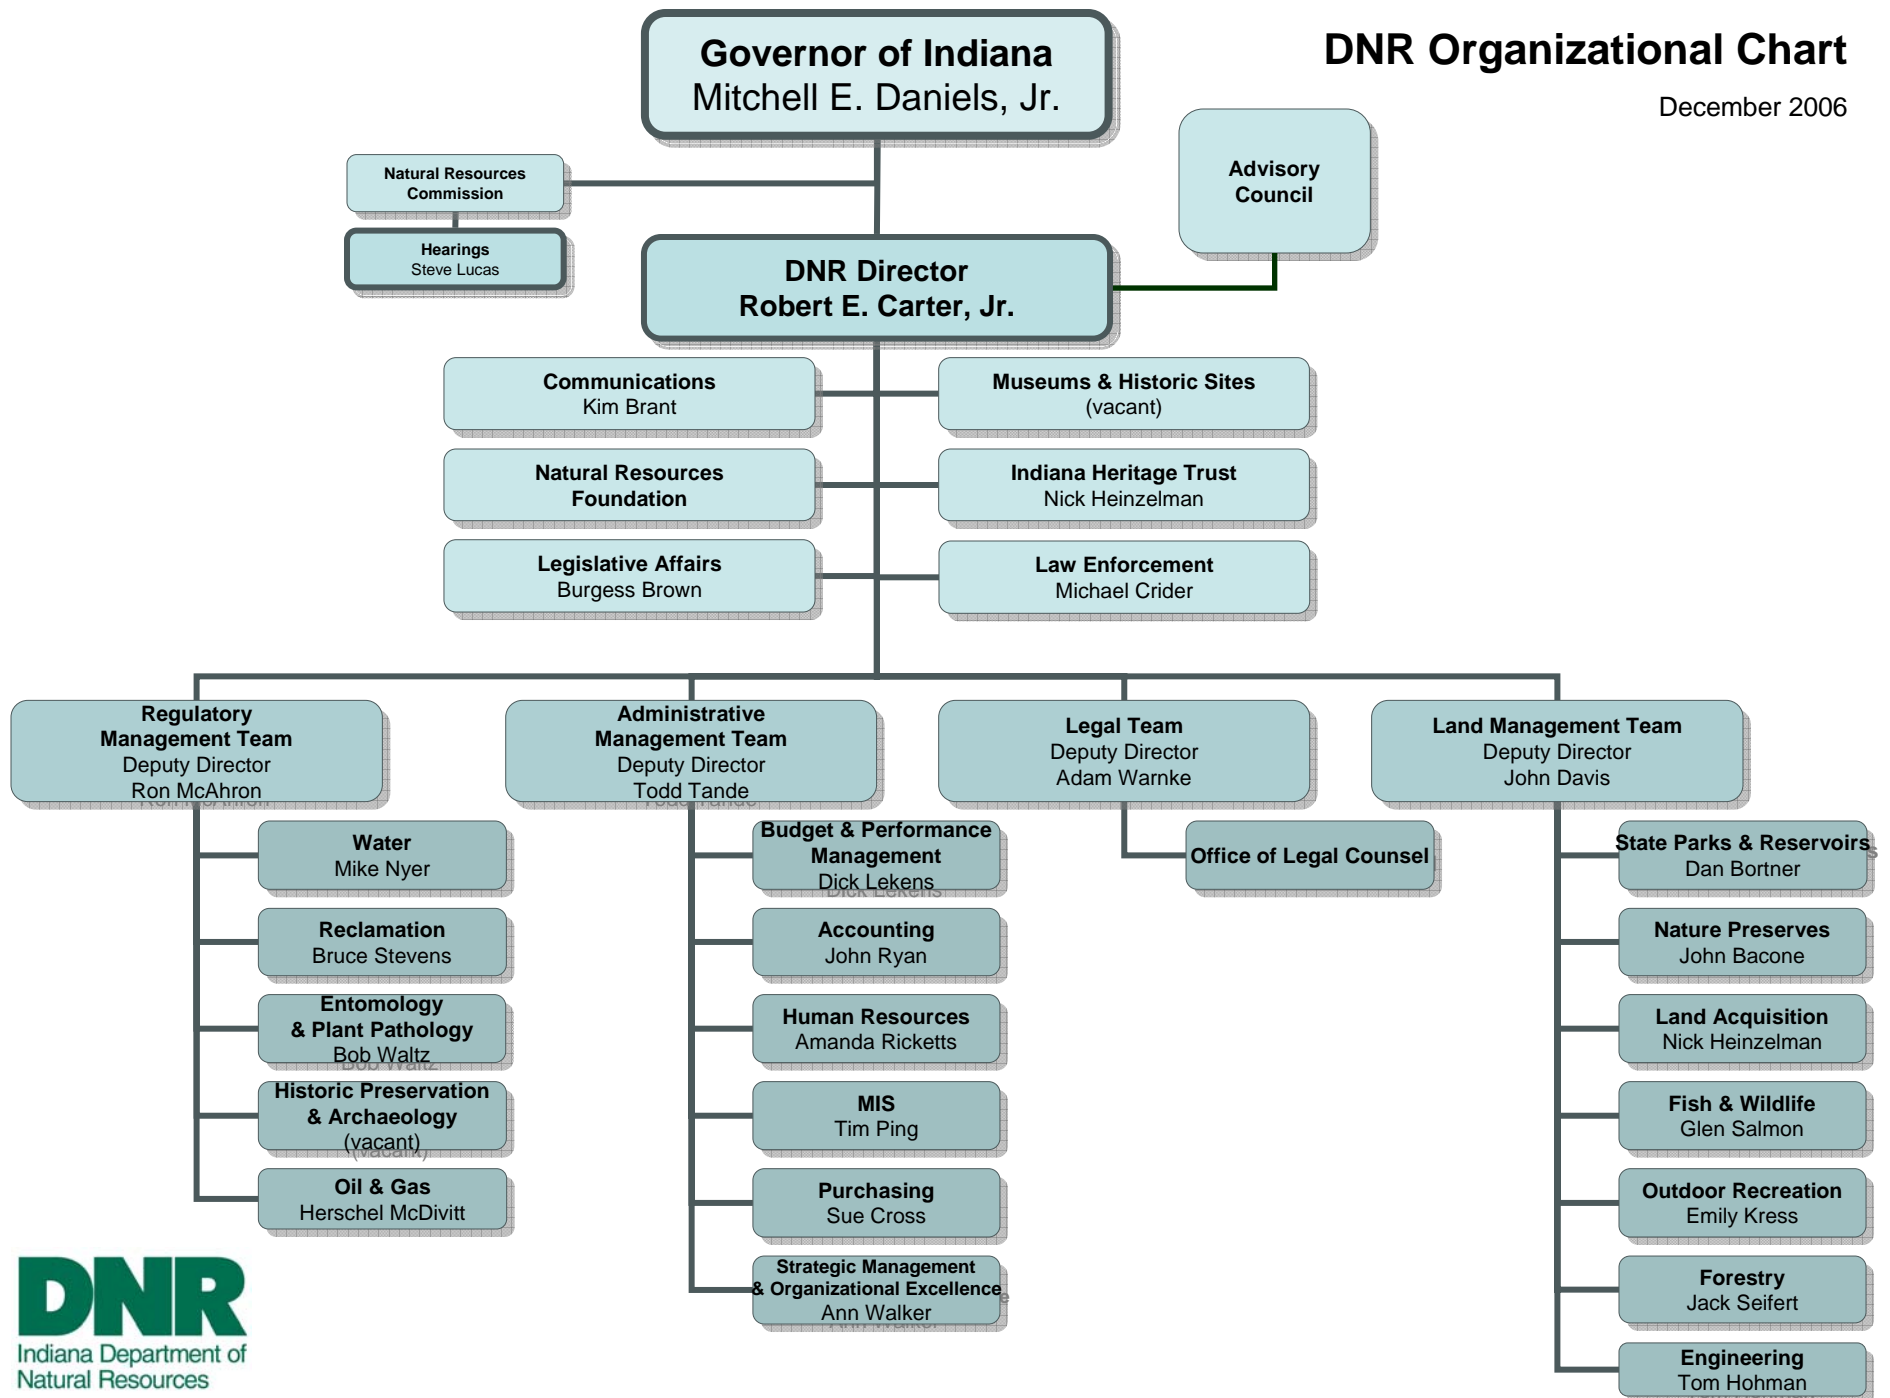 Governor of Indiana
Mitchell E. Daniels, Jr.
DNR Organizational Chart
December 2006
Natural Resources
Commission
Hearings
Steve Lucas
Advisory
Council
DNR Director
Robert E. Carter, Jr.
Communications
Kim Brant
Museums & Historic Sites
(vacant)
Natural Resources
Foundation
Indiana Heritage Trust
Nick Heinzelman
Legislative Affairs
Burgess Brown
Law Enforcement
Michael Crider
Regulatory
Management Team
Deputy Director
Ron McAhron
Water
Mike Nyer
Reclamation
Bruce Stevens
Entomology
& Plant Pathology
Bob Waltz
Historic Preservation
& Archaeology
(vacant)
Oil & Gas
Herschel McDivitt
Administrative
Management Team
Deputy Director
Todd Tande
Budget & Performance
Management
Dick Lekens
Accounting
John Ryan
Human Resources
Amanda Ricketts
MIS
Tim Ping
Purchasing
Sue Cross
Strategic Management
& Organizational Excellence
Ann Walker
Legal Team
Deputy Director
Adam Warnke
Office of Legal Counsel
Land Management Team
Deputy Director
John Davis
State Parks & Reservoirs
Dan Bortner
Nature Preserves
John Bacone
Land Acquisition
Nick Heinzelman
Fish & Wildlife
Glen Salmon
Outdoor Recreation
Emily Kress
Forestry
Jack Seifert
Engineering
Tom Hohman
DNR
Indiana Department of
Natural Resources